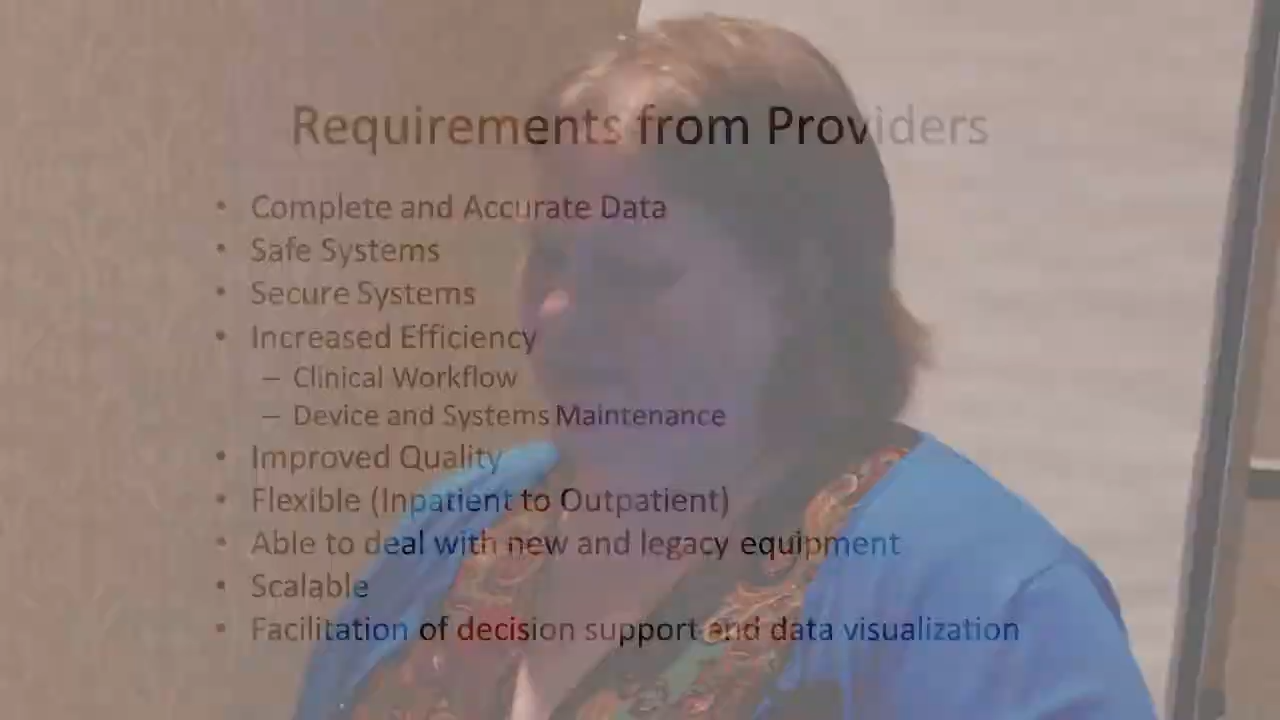 Requirements from Providers
• Complete and Accurate Data
• Safe Systems
• Secure Systems
• Increased Efficiency
– Clinical Workflow
– Device and Systems Maintenance
• Improved Quality
• Flexible (Inpatient to Outpatient)
• Able to deal with new and legacy equipment
• Scalable
• Facilitation of decision support and data visualization